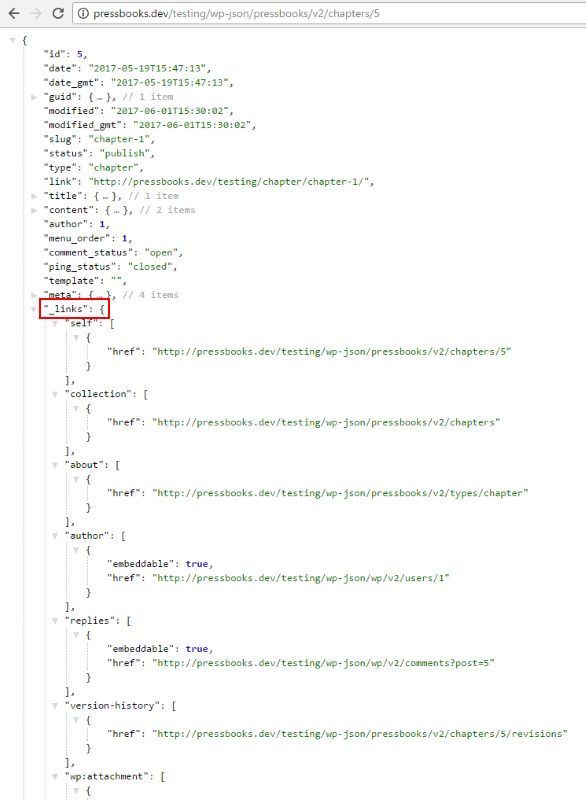 pressbooks.dev/testing/wp-json/pressbooks/v2/chapters/5
{
"id": 5,
"date": "2017-05-19T15:47:13",
"date_gmt": "2017-05-19T15:47:13",
"guid": { … }, // 1 item
"modified": "2017-06-01T15:30:02",
"modified_gmt": "2017-06-01T15:30:02",
"slug": "chapter-1",
"status": "publish",
"type": "chapter",
"link": "http://pressbooks.dev/testing/chapter/chapter-1/",
"title": { … }, // 1 item
"content": { … }, // 2 items
"author": 1,
"menu_order": 1,
"comment_status": "open",
"ping_status": "closed",
"template": "",
"meta": { … }, // 4 items
"_links": {
"self": [
{
"href": "http://pressbooks.dev/testing/wp-json/pressbooks/v2/chapters/5"
}
],
"collection": [
{
"href": "http://pressbooks.dev/testing/wp-json/pressbooks/v2/chapters"
}
],
"about": [
{
"href": "http://pressbooks.dev/testing/wp-json/pressbooks/v2/types/chapter"
}
],
"author": [
{
"embeddable": true,
"href": "http://pressbooks.dev/testing/wp-json/wp/v2/users/1"
}
],
"replies": [
{
"embeddable": true,
"href": "http://pressbooks.dev/testing/wp-json/wp/v2/comments?post=5"
}
],
"version-history": [
{
"href": "http://pressbooks.dev/testing/wp-json/pressbooks/v2/chapters/5/revisions"
}
],
"wp:attachment": [
{